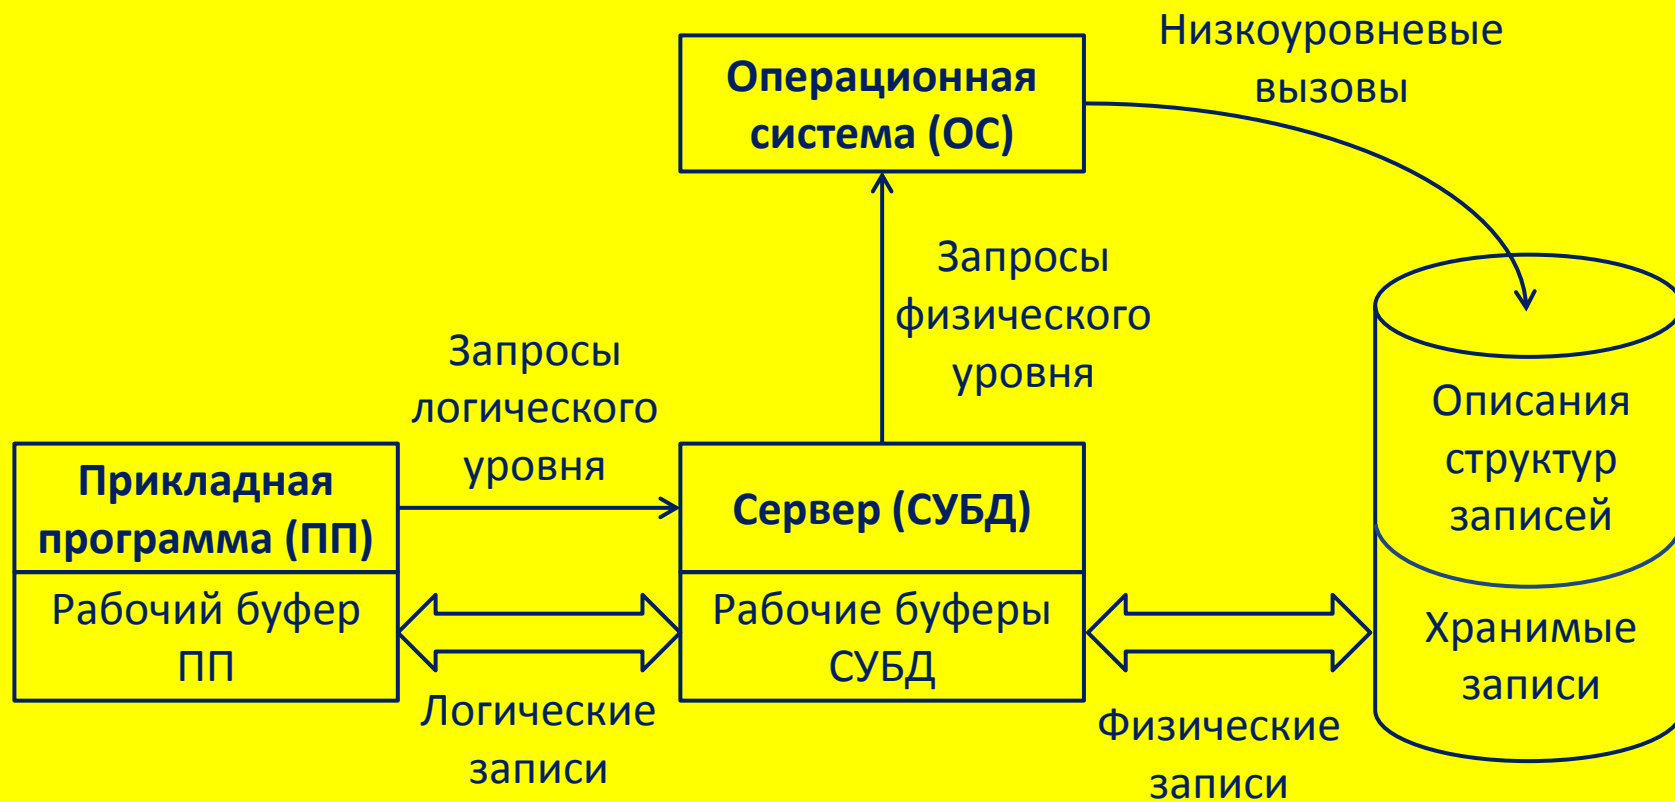 Низкоуровневые
вызовы
Операционная
система (ОС)
Запросы
физического
уровня
Запросы
логического
уровня
Прикладная
программа (ПП)
Рабочий буфер
ПП
Сервер (СУБД)
Рабочие буферы
СУБД
Описания
структур
записей
Хранимые
записи
Логические
записи
Физические
записи